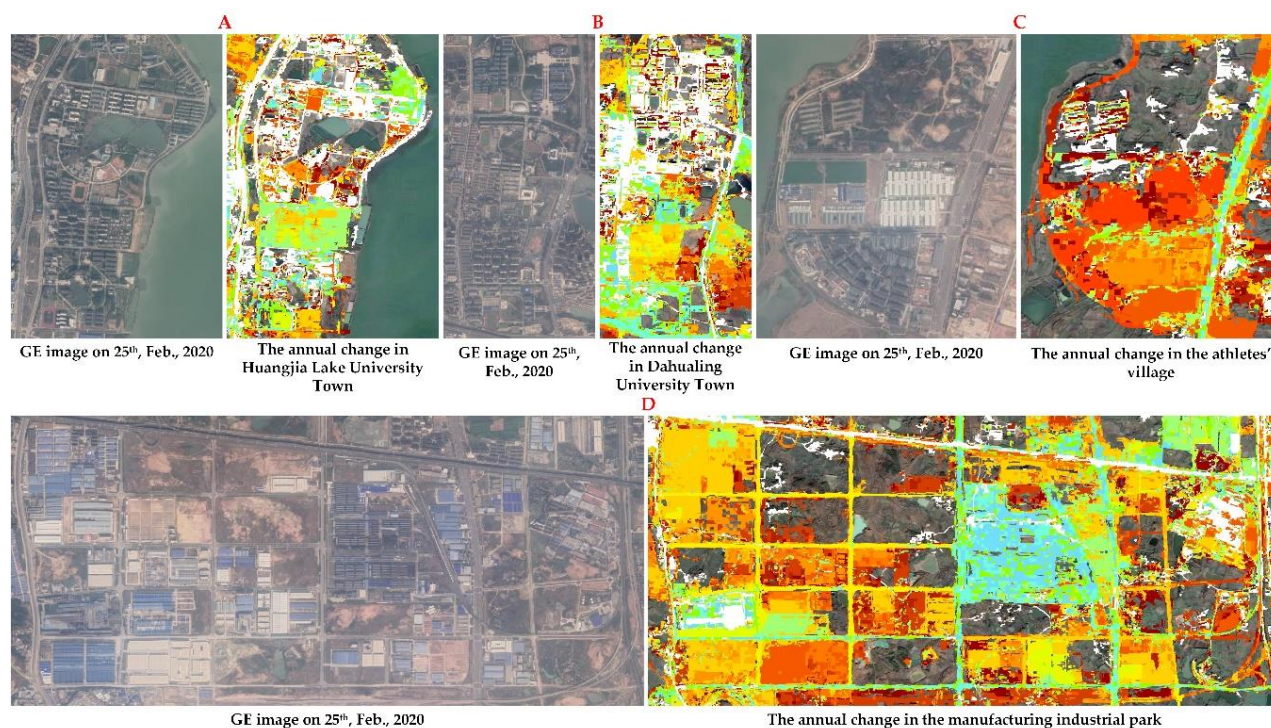 A
B
C
GE image on 25th, Feb., 2020
The annual change in
Huangjia Lake University
Town
GE image on 25th,
Feb., 2020
The annual change
in Dahualing
University Town
GE image on 25th, Feb., 2020
The annual change in the athletes'
village
D
GE image on 25th, Feb., 2020
The annual change in the manufacturing industrial park